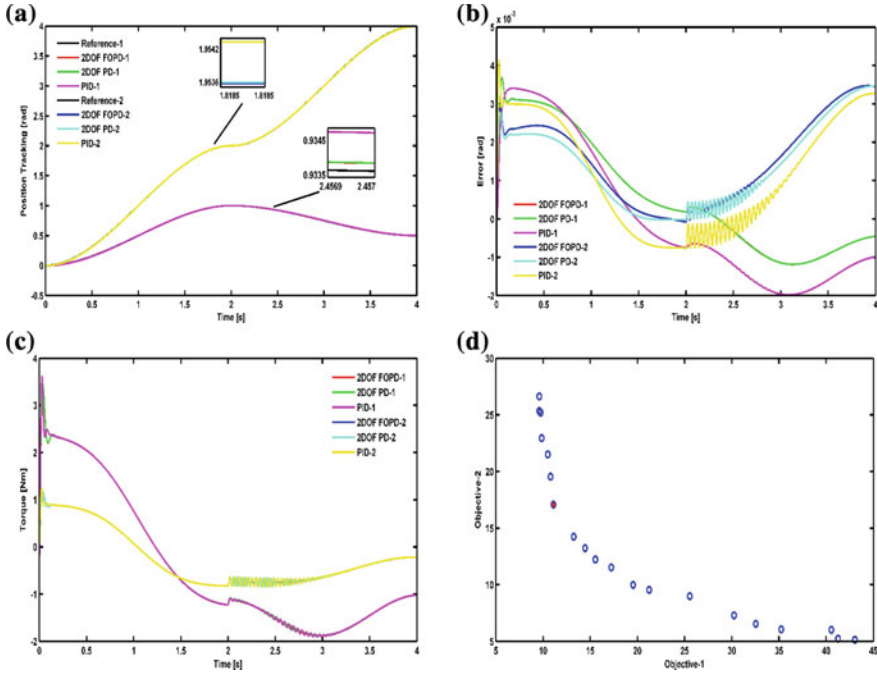 (a)
Position Tracking [rad]
4
3.5
3
2.5
2
1.5
1
0.5
0
-0.5
0
0.5
1
1.5
2
2.5
3
3.5
4
Time [s]
Reference-1
2DOF FOPD-1
2DOF PD-1
PID-1
Reference-2
2DOF FOPD-2
2DOF PD-2
PID-2
1.9542
1.9536
1.8185
1.8185
0.9345
0.9335
2.4569
2.457
(b)
x 10⁻³
Error [rad]
5
4
3
2
1
0
-1
-2
0
0.5
1
1.5
2
2.5
3
3.5
4
Time [s]
2DOF FOPD-1
2DOF PD-1
PID-1
2DOF FOPD-2
2DOF PD-2
PID-2
(c)
Torque [Nm]
4
3
2
1
0
-1
-2
0
0.5
1
1.5
2
2.5
3
3.5
4
Time [s]
2DOF FOPD-1
2DOF PD-1
PID-1
2DOF FOPD-2
2DOF PD-2
PID-2
(d)
Objective-2
30
25
20
15
10
5
5
10
15
20
25
30
35
40
45
Objective-1